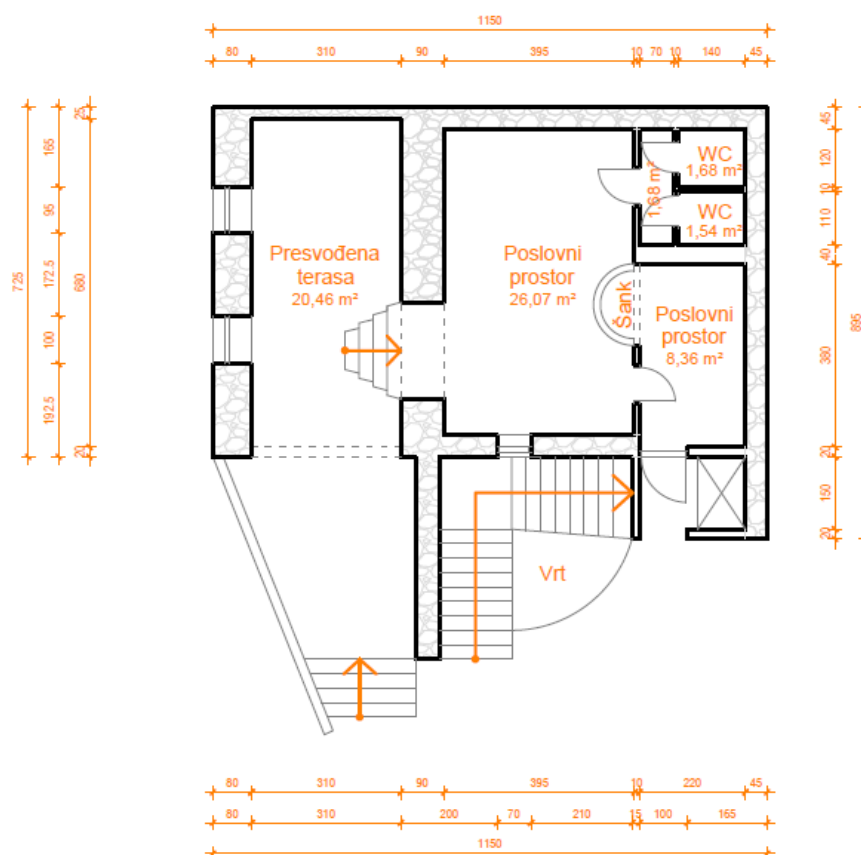 1150
80 310 90 395 10 70 10 140 45
725
165 95 172.5 100 192.5
25 680 20
45 120 10 110 40 380 20 150 20
895
WC
1,68 m²
1,68 m²
WC
1,54 m²
Presvođena
terasa
20,46 m²
Poslovni
prostor
26,07 m²
Šank
Poslovni
prostor
8,36 m²
Vrt
80 310 90 395 10 220 45
80 310 200 70 210 15 100 165
1150